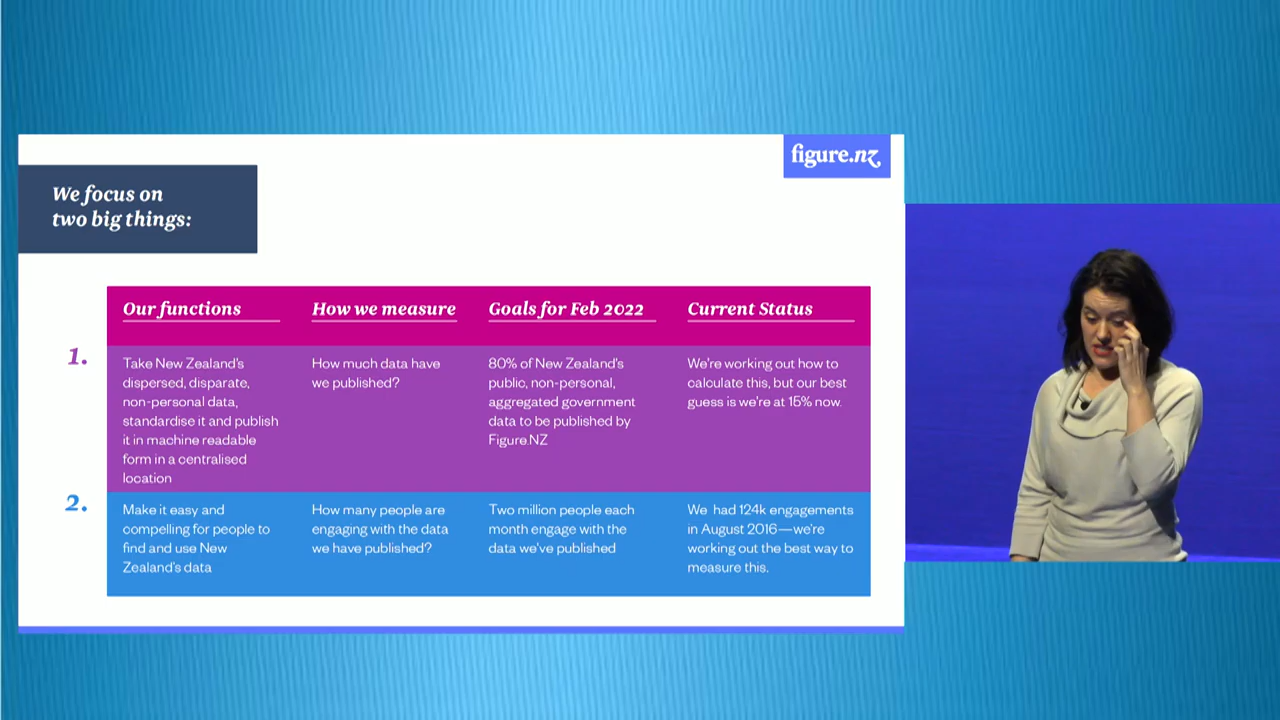 figure.nz
We focus on
two big things:
Our functions
How we measure
Goals for Feb 2022
Current Status
1.
Take New Zealand's
dispersed, disparate,
non-personal data,
standardise it and publish
it in machine readable
form in a centralised
location
How much data have
we published?
80% of New Zealand's
public, non-personal,
aggregated government
data to be published by
Figure.NZ
We're working out how to
calculate this, but our best
guess is we're at 15% now.
2.
Make it easy and
compelling for people to
find and use New
Zealand's data
How many people are
engaging with the data
we have published?
Two million people each
month engage with the
data we've published
We had 124k engagements
in August 2016—we're
working out the best way to
measure this.